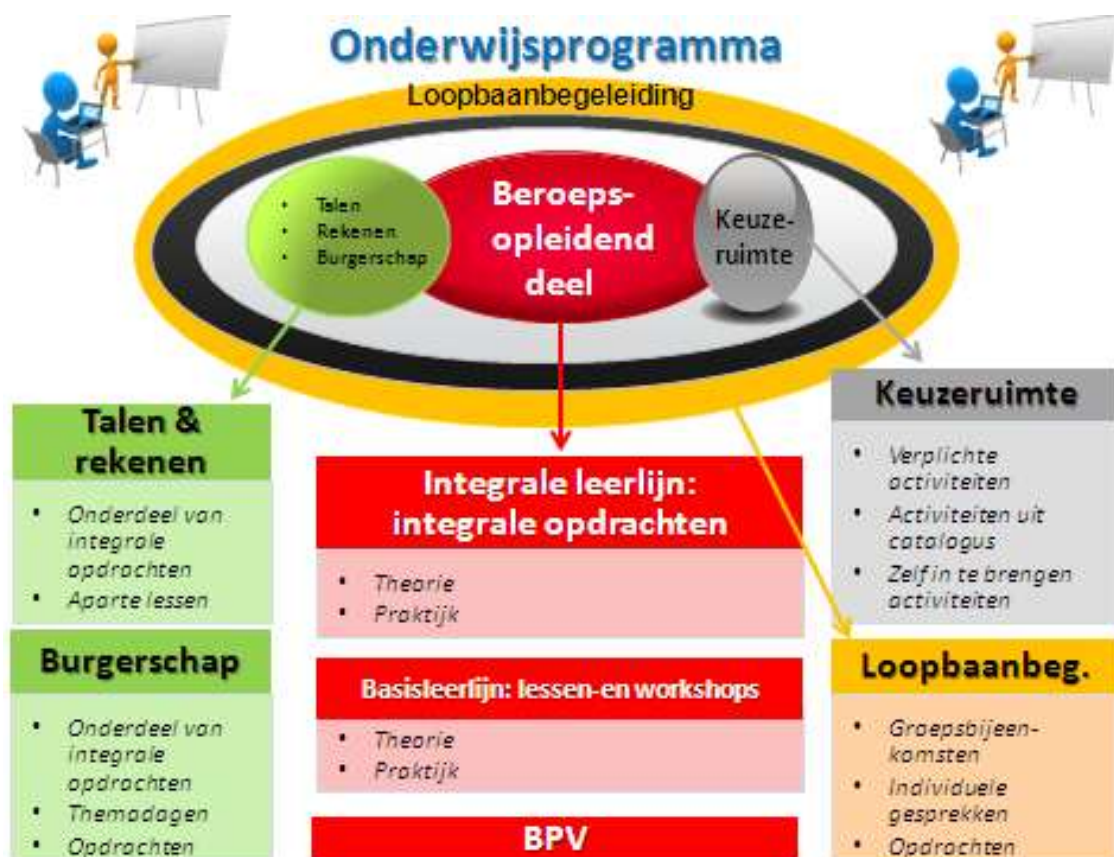 Onderwijsprogramma
Loopbaanbegeleiding
• Talen
• Rekenen
• Burgerschap
Beroeps-
opleidend
deel
Keuze-
ruimte
Talen &
rekenen
• Onderdeel van
integrale
opdrachten
• Aparte lessen
Burgerschap
• Onderdeel van
integrale
opdrachten
• Themadagen
• Opdrachten
Integrale leerlijn:
integrale opdrachten
• Theorie
• Praktijk
Basisleerlijn: lessen-en workshops
• Theorie
• Praktijk
BPV
Keuzeruimte
• Verplichte
activiteiten
• Activiteiten uit
catalogus
• Zelf in te brengen
activiteiten
Loopbaanbeg.
• Groepsbijeen-
komsten
• Individuele
gesprekken
• Opdrachten